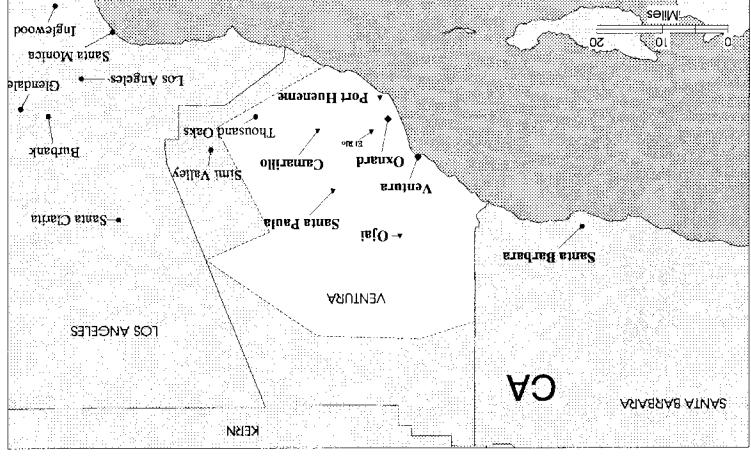 KERN
SANTA BARBARA
CA
LOS ANGELES
VENTURA
Santa Barbara
Ojai
Santa Paula
Santa Clarita
Ventura
Simi Valley
Oxnard
Camarillo
Burbank
El Rio
Thousand Oaks
Port Hueneme
Glendale
Los Angeles
Santa Monica
0 10 20
Inglewood
Miles